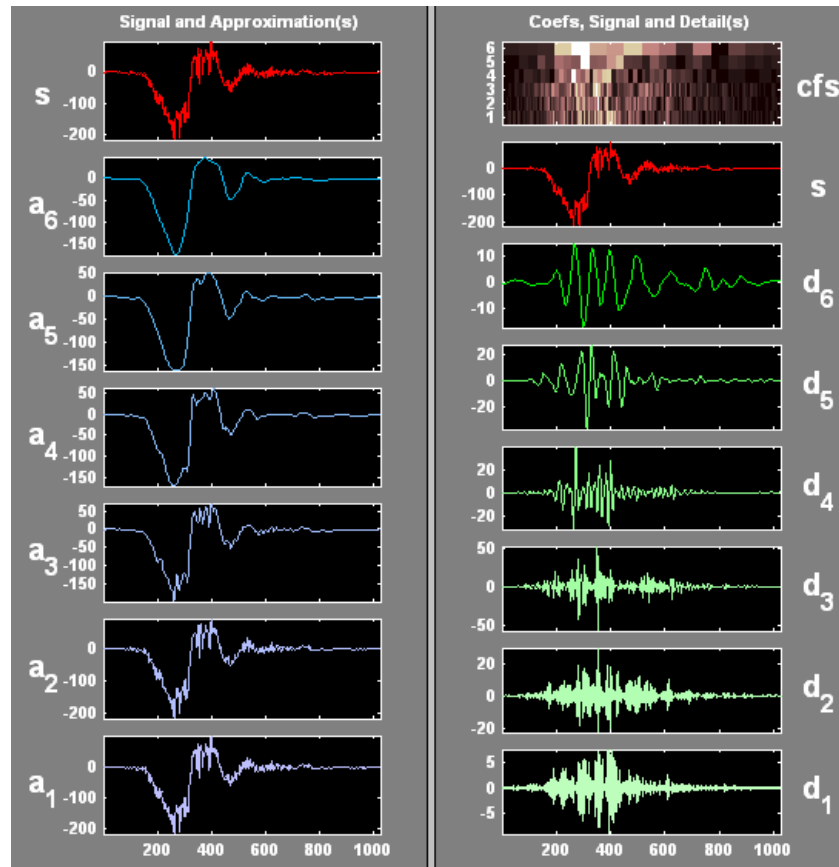 Signal and Approximation(s)
s
0
-100
-200
a6
0
-50
-100
-150
a5
50
0
-50
-100
-150
a4
50
0
-50
-100
-150
a3
50
0
-50
-100
-150
a2
0
-100
-200
a1
0
-100
-200
200 400 600 800 1000
Coefs, Signal and Detail(s)
6
5
4
3
2
1
cfs
0
-100
-200
s
10
0
-10
d6
20
0
-20
d5
20
0
-20
d4
50
0
-50
d3
20
0
-20
d2
5
0
-5
d1
200 400 600 800 1000